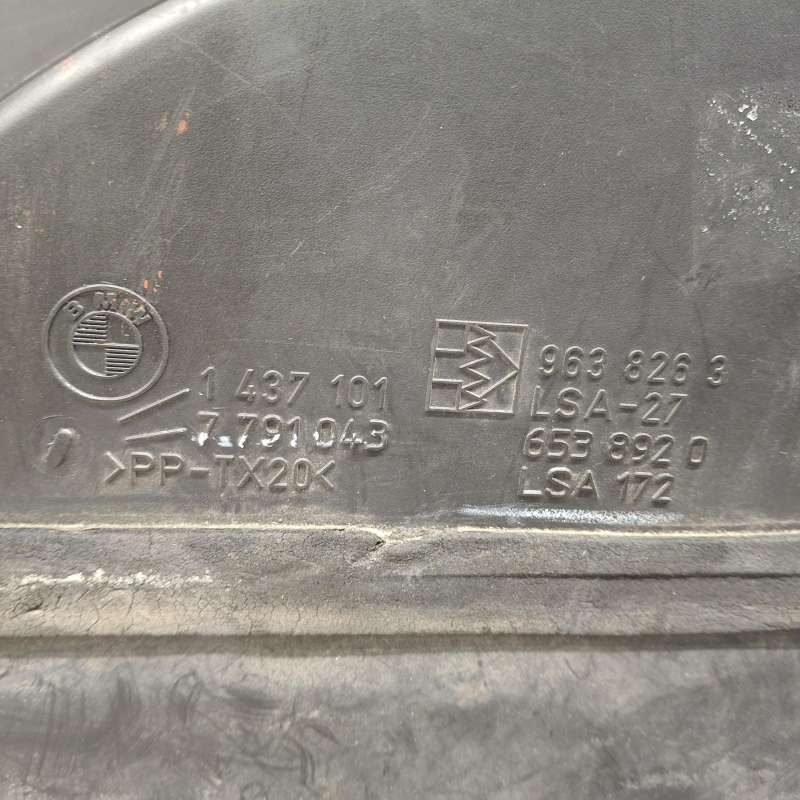 BMW
1 437 101
7 791 043
>PP-TX20<
963 826 3
LSA-27
653 892 0
LSA 172